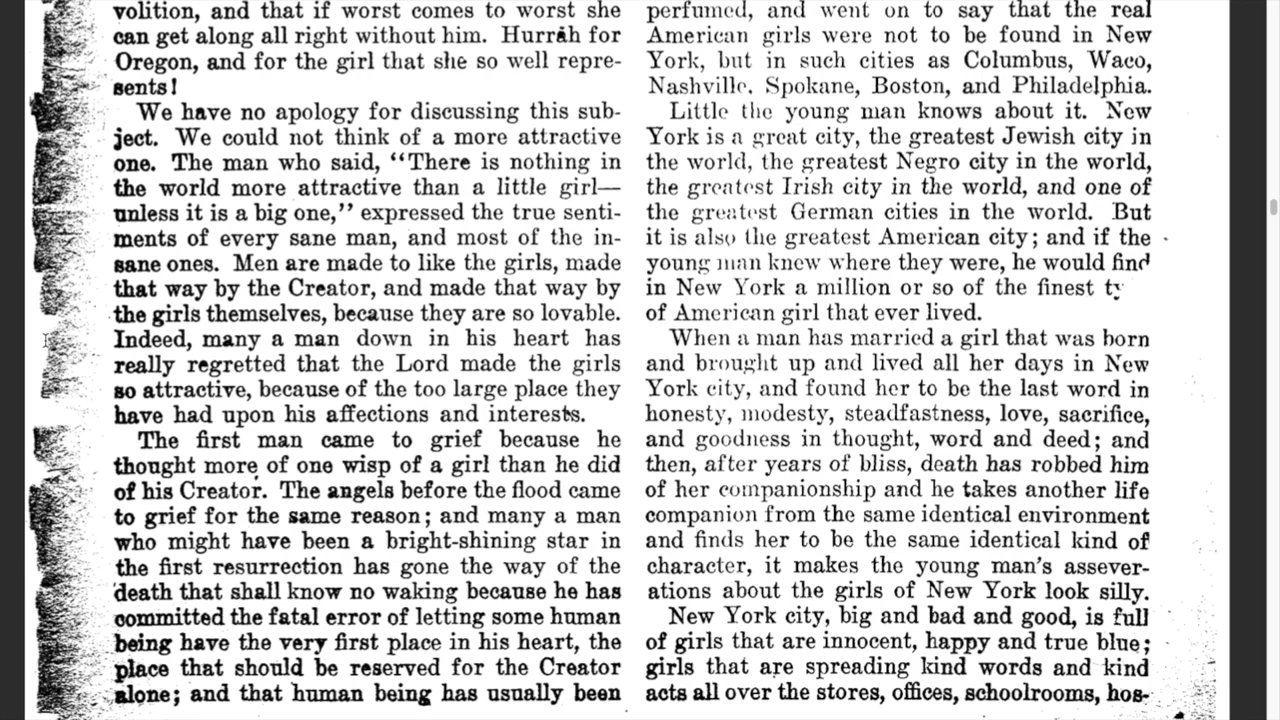 volition, and that if worst comes to worst she
can get along all right without him. Hurrah for
Oregon, and for the girl that she so well repre-
sents!
We have no apology for discussing this sub-
ject. We could not think of a more attractive
one. The man who said, “There is nothing in
the world more attractive than a little girl—
unless it is a big one,” expressed the true senti-
ments of every sane man, and most of the in-
sane ones. Men are made to like the girls, made
that way by the Creator, and made that way by
the girls themselves, because they are so lovable.
Indeed, many a man down in his heart has
really regretted that the Lord made the girls
so attractive, because of the too large place they
have had upon his affections and interests.
The first man came to grief because he
thought more of one wisp of a girl than he did
of his Creator. The angels before the flood came
to grief for the same reason; and many a man
who might have been a bright-shining star in
the first resurrection has gone the way of the
death that shall know no waking because he has
committed the fatal error of letting some human
being have the very first place in his heart, the
place that should be reserved for the Creator
alone; and that human being has usually been
perfumed, and went on to say that the real
American girls were not to be found in New
York, but in such cities as Columbus, Waco,
Nashville, Spokane, Boston, and Philadelphia.
Little the young man knows about it. New
York is a great city, the greatest Jewish city in
the world, the greatest Negro city in the world,
the greatest Irish city in the world, and one of
the greatest German cities in the world. But
it is also the greatest American city; and if the
young man knew where they were, he would find
in New York a million or so of the finest
of American girl that ever lived.
When a man has married a girl that was born
and brought up and lived all her days in New
York city, and found her to be the last word in
honesty, modesty, steadfastness, love, sacrifice,
and goodness in thought, word and deed; and
then, after years of bliss, death has robbed him
of her companionship and he takes another life
companion from the same identical environment
and finds her to be the same identical kind of
character, it makes the young man’s assever-
ations about the girls of New York look silly.
New York city, big and bad and good, is full
of girls that are innocent, happy and true blue;
girls that are spreading kind words and kind
acts all over the stores, offices, schoolrooms, hos-